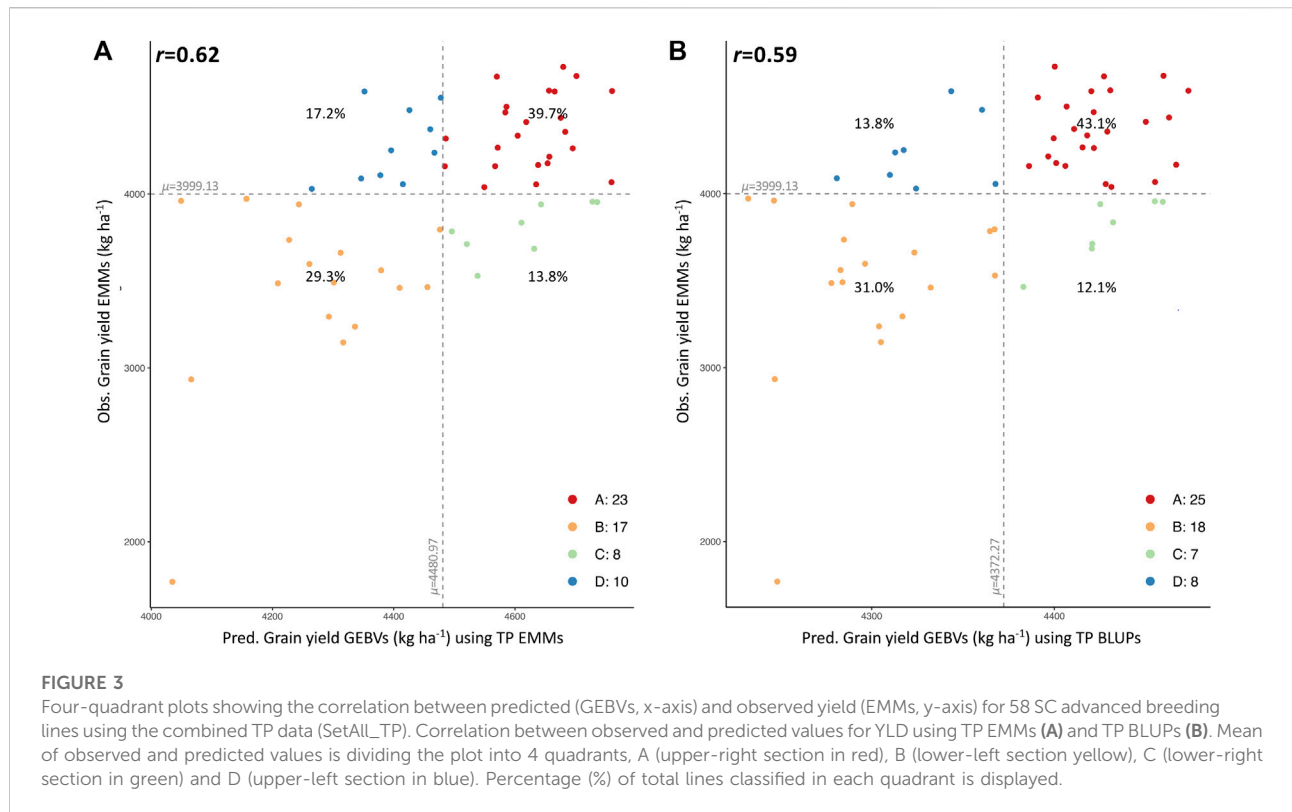 A
r=0.62
17.2%
39.7%
μ=3999.13
29.3%
13.8%
μ=4480.97
4000
3000
2000
Obs. Grain yield EMMs (kg ha⁻¹)
A: 23
B: 17
C: 8
D: 10
4000
4200
4400
4600
Pred. Grain yield GEBVs (kg ha⁻¹) using TP EMMs
B
r=0.59
13.8%
43.1%
μ=3999.13
31.0%
12.1%
μ=4372.27
4000
3000
2000
Obs. Grain yield EMMs (kg ha⁻¹)
A: 25
B: 18
C: 7
D: 8
4300
4400
Pred. Grain yield GEBVs (kg ha⁻¹) using TP BLUPs
FIGURE 3
Four-quadrant plots showing the correlation between predicted (GEBVs, x-axis) and observed yield (EMMs, y-axis) for 58 SC advanced breeding
lines using the combined TP data (SetAll_TP). Correlation between observed and predicted values for YLD using TP EMMs (A) and TP BLUPs (B). Mean
of observed and predicted values is dividing the plot into 4 quadrants, A (upper-right section in red), B (lower-left section yellow), C (lower-right
section in green) and D (upper-left section in blue). Percentage (%) of total lines classified in each quadrant is displayed.